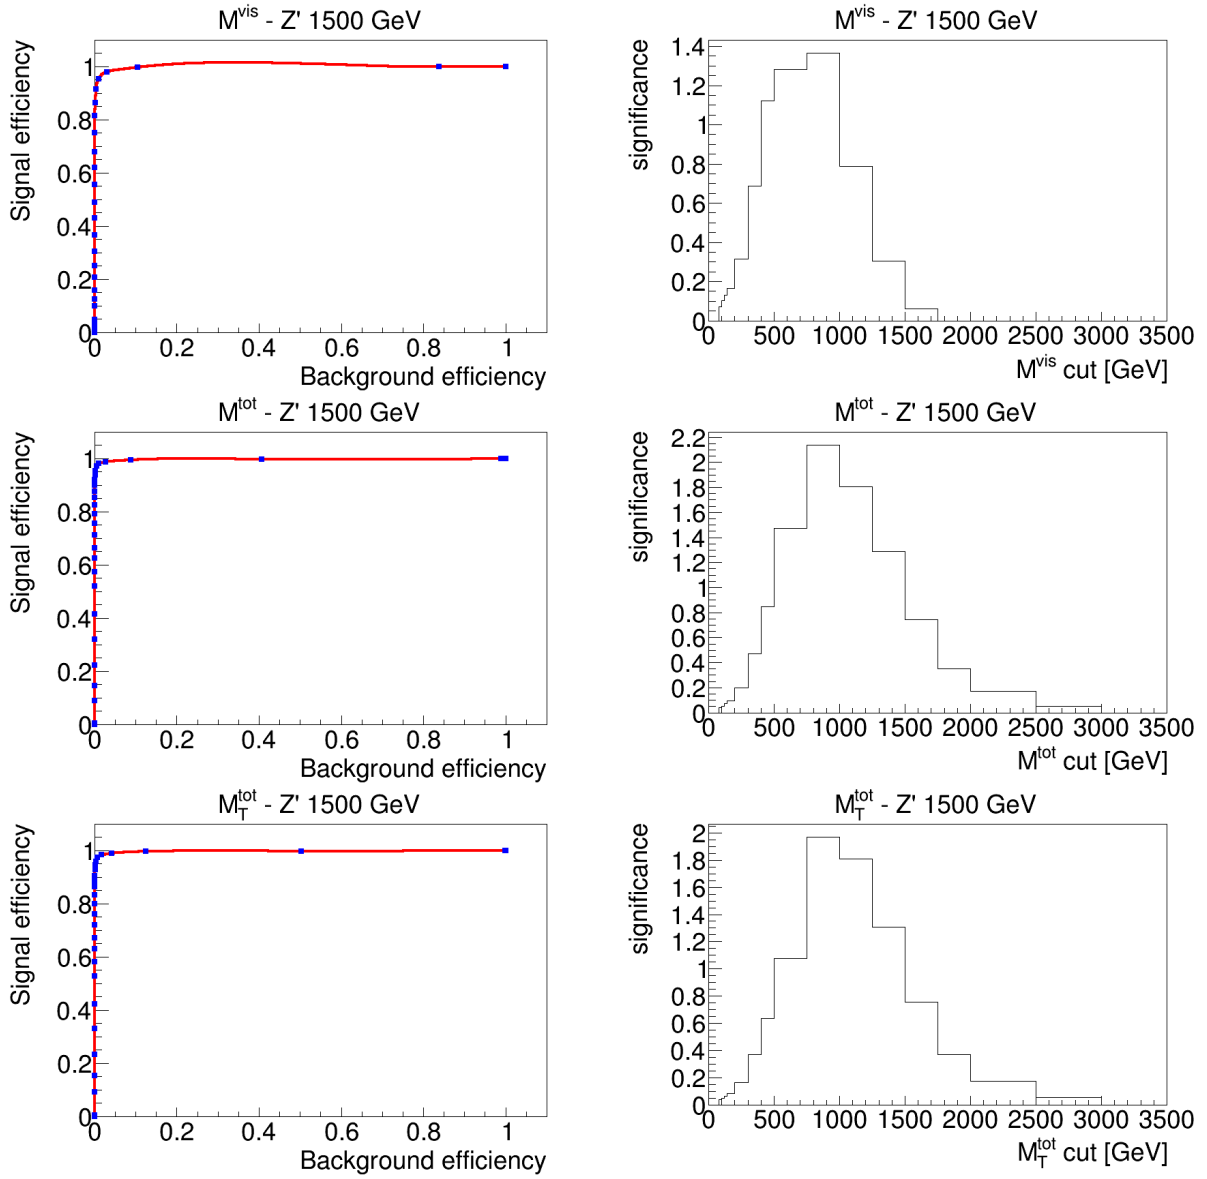 M^vis - Z' 1500 GeV
Signal efficiency
1
0.8
0.6
0.4
0.2
0
0 0.2 0.4 0.6 0.8 1
Background efficiency
M^vis - Z' 1500 GeV
significance
1.4
1.2
1
0.8
0.6
0.4
0.2
0
0 500 1000 1500 2000 2500 3000 3500
M^vis cut [GeV]
M^tot - Z' 1500 GeV
Signal efficiency
1
0.8
0.6
0.4
0.2
0
0 0.2 0.4 0.6 0.8 1
Background efficiency
M^tot - Z' 1500 GeV
significance
2.2
2
1.8
1.6
1.4
1.2
1
0.8
0.6
0.4
0.2
0
0 500 1000 1500 2000 2500 3000 3500
M^tot cut [GeV]
M_T^tot - Z' 1500 GeV
Signal efficiency
1
0.8
0.6
0.4
0.2
0
0 0.2 0.4 0.6 0.8 1
Background efficiency
M_T^tot - Z' 1500 GeV
significance
2
1.8
1.6
1.4
1.2
1
0.8
0.6
0.4
0.2
0
0 500 1000 1500 2000 2500 3000 3500
M_T^tot cut [GeV]